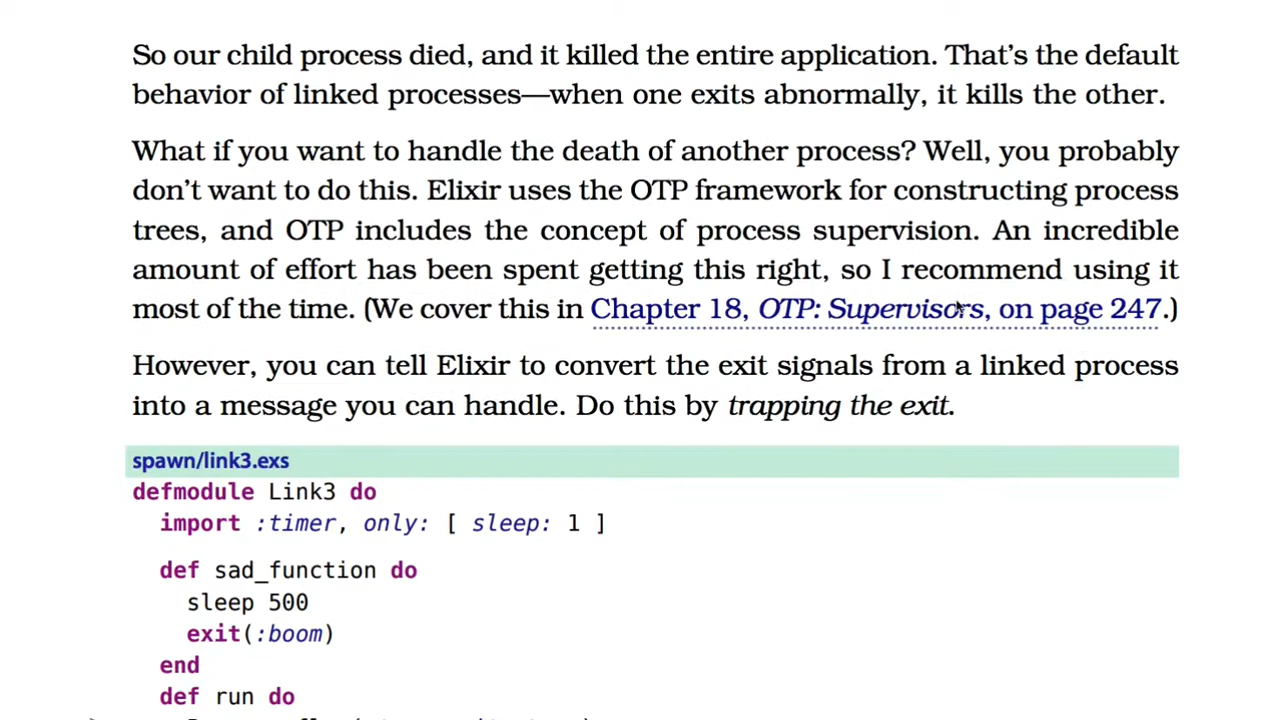 So our child process died, and it killed the entire application. That’s the default
behavior of linked processes—when one exits abnormally, it kills the other.
What if you want to handle the death of another process? Well, you probably
don’t want to do this. Elixir uses the OTP framework for constructing process
trees, and OTP includes the concept of process supervision. An incredible
amount of effort has been spent getting this right, so I recommend using it
most of the time. (We cover this in Chapter 18, OTP: Supervisors, on page 247.)
However, you can tell Elixir to convert the exit signals from a linked process
into a message you can handle. Do this by trapping the exit.
spawn/link3.exs
defmodule Link3 do
  import :timer, only: [ sleep: 1 ]
  def sad_function do
    sleep 500
    exit(:boom)
  end
  def run do